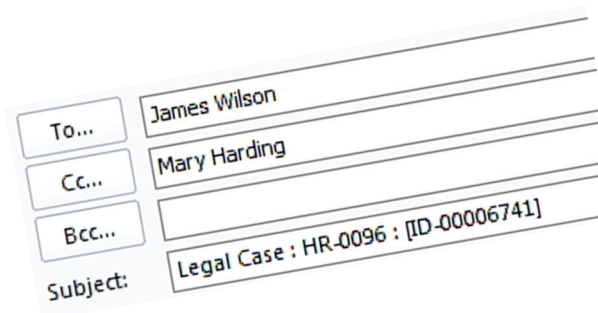 To... James Wilson
Cc... Mary Harding
Bcc...
Subject: Legal Case : HR-0096 : [ID-00006741]